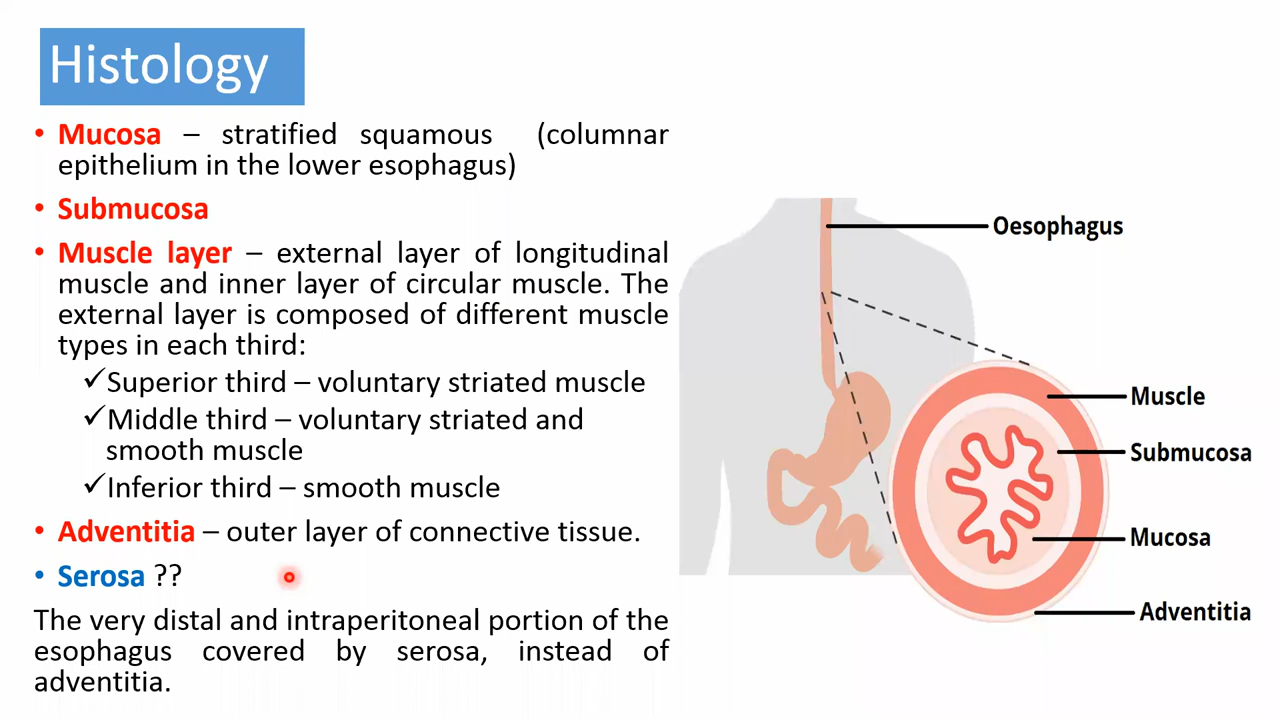 Histology
• Mucosa – stratified squamous (columnar
epithelium in the lower esophagus)
• Submucosa
• Muscle layer – external layer of longitudinal
muscle and inner layer of circular muscle. The
external layer is composed of different muscle
types in each third:
✓Superior third – voluntary striated muscle
✓Middle third – voluntary striated and
smooth muscle
✓Inferior third – smooth muscle
• Adventitia – outer layer of connective tissue.
• Serosa ??
The very distal and intraperitoneal portion of the
esophagus covered by serosa, instead of
adventitia.
Oesophagus
Muscle
Submucosa
Mucosa
Adventitia